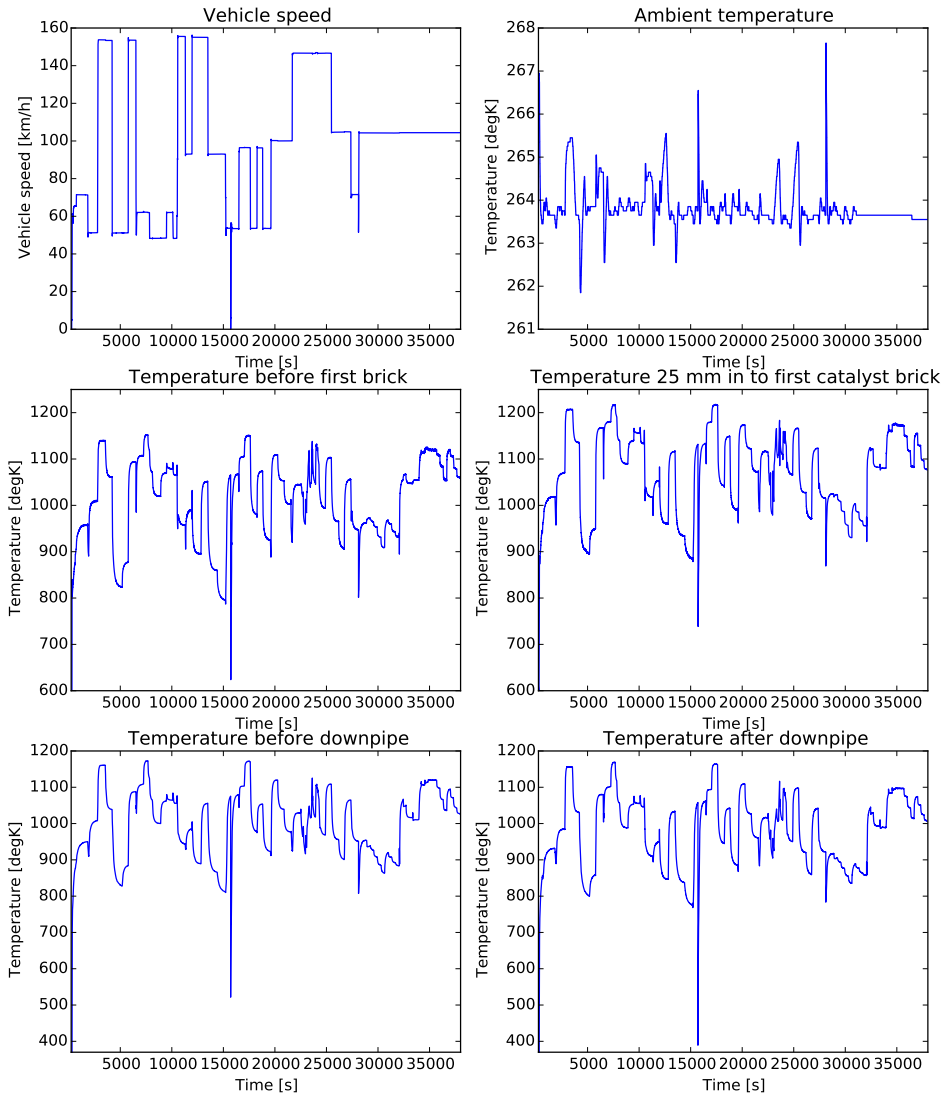 Vehicle speed
Vehicle speed [km/h]
160
140
120
100
80
60
40
20
0
5000 10000 15000 20000 25000 30000 35000
Time [s]
Ambient temperature
Temperature [degK]
268
267
266
265
264
263
262
261
5000 10000 15000 20000 25000 30000 35000
Time [s]
Temperature before first brick
Temperature [degK]
1200
1100
1000
900
800
700
600
5000 10000 15000 20000 25000 30000 35000
Time [s]
Temperature 25 mm in to first catalyst brick
Temperature [degK]
1200
1100
1000
900
800
700
600
5000 10000 15000 20000 25000 30000 35000
Time [s]
Temperature before downpipe
Temperature [degK]
1200
1100
1000
900
800
700
600
500
400
5000 10000 15000 20000 25000 30000 35000
Time [s]
Temperature after downpipe
Temperature [degK]
1200
1100
1000
900
800
700
600
500
400
5000 10000 15000 20000 25000 30000 35000
Time [s]